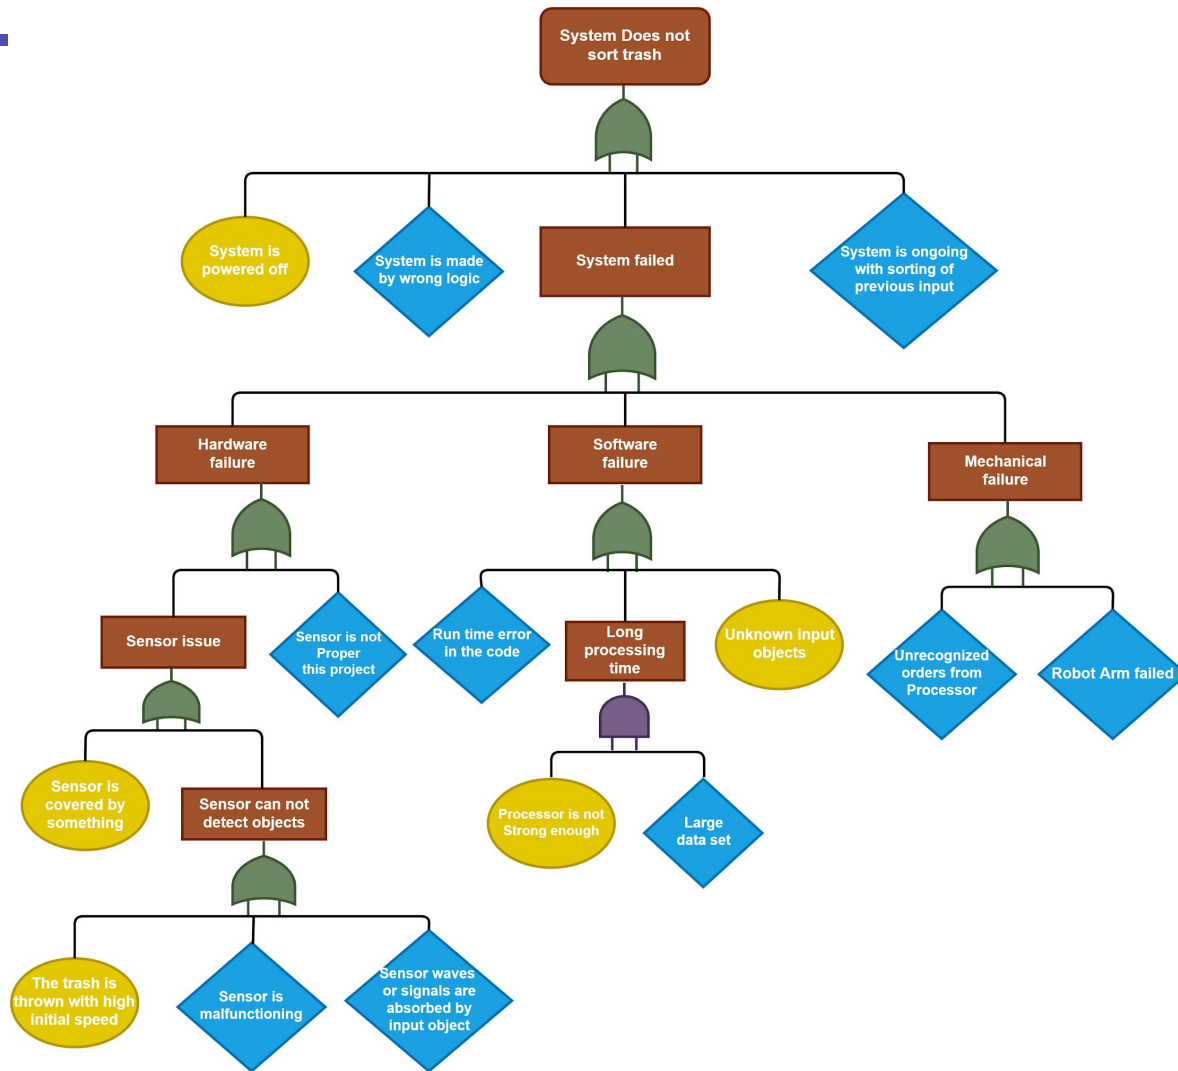 System Does not
sort trash
System is
powered off
System is made
by wrong logic
System failed
System is ongoing
with sorting of
previous input
Hardware
failure
Software
failure
Mechanical
failure
Sensor issue
Sensor is not
Proper
this project
Run time error
in the code
Long
processing
time
Unknown input
objects
Unrecognized
orders from
Processor
Robot Arm failed
Sensor is
covered by
something
Sensor can not
detect objects
Processor is not
Strong enough
Large
data set
The trash is
thrown with high
initial speed
Sensor is
malfunctioning
Sensor waves
or signals are
absorbed by
input object